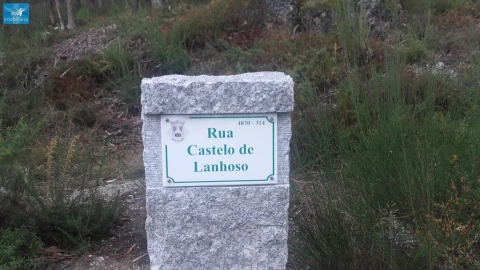 4830 - 314
Rua
Castelo de
Lanhoso